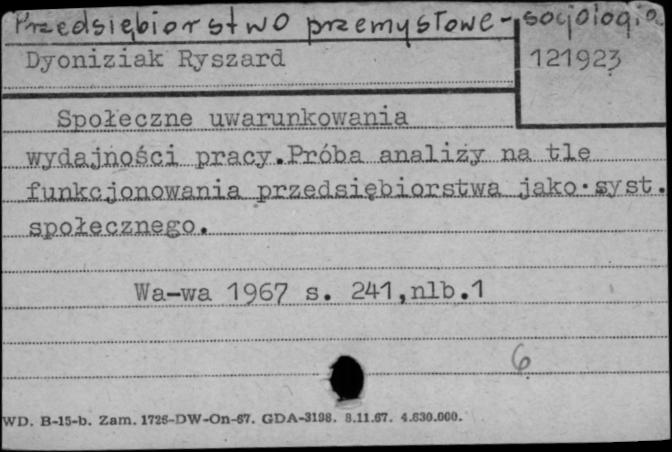 Przedsiębiorstwo przemysłowe - socjologia
Dyoniziak Ryszard
121923
Społeczne uwarunkowania
wydajności pracy.Próba analizy na tle
funkcjonowania przedsiębiorstwa jako syst.
społecznego.
Wa-wa 1967 s. 241,nlb.1
6
WD. B-15-b. Zam. 1726-DW-On-67. GDA-3198. 8.11.67. 4.630.000.